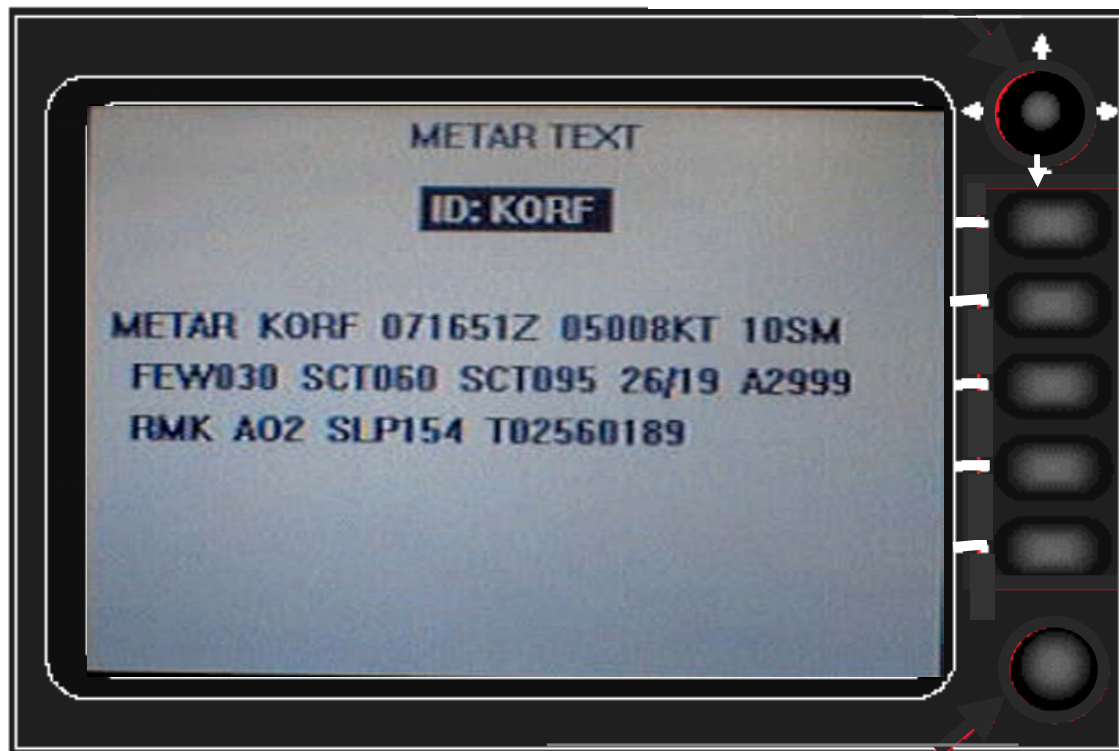 METAR TEXT
ID: KORF
METAR KORF 071651Z 05008KT 10SM
FEW030 SCT060 SCT095 26/19 A2999
RMK AO2 SLP154 T02560189